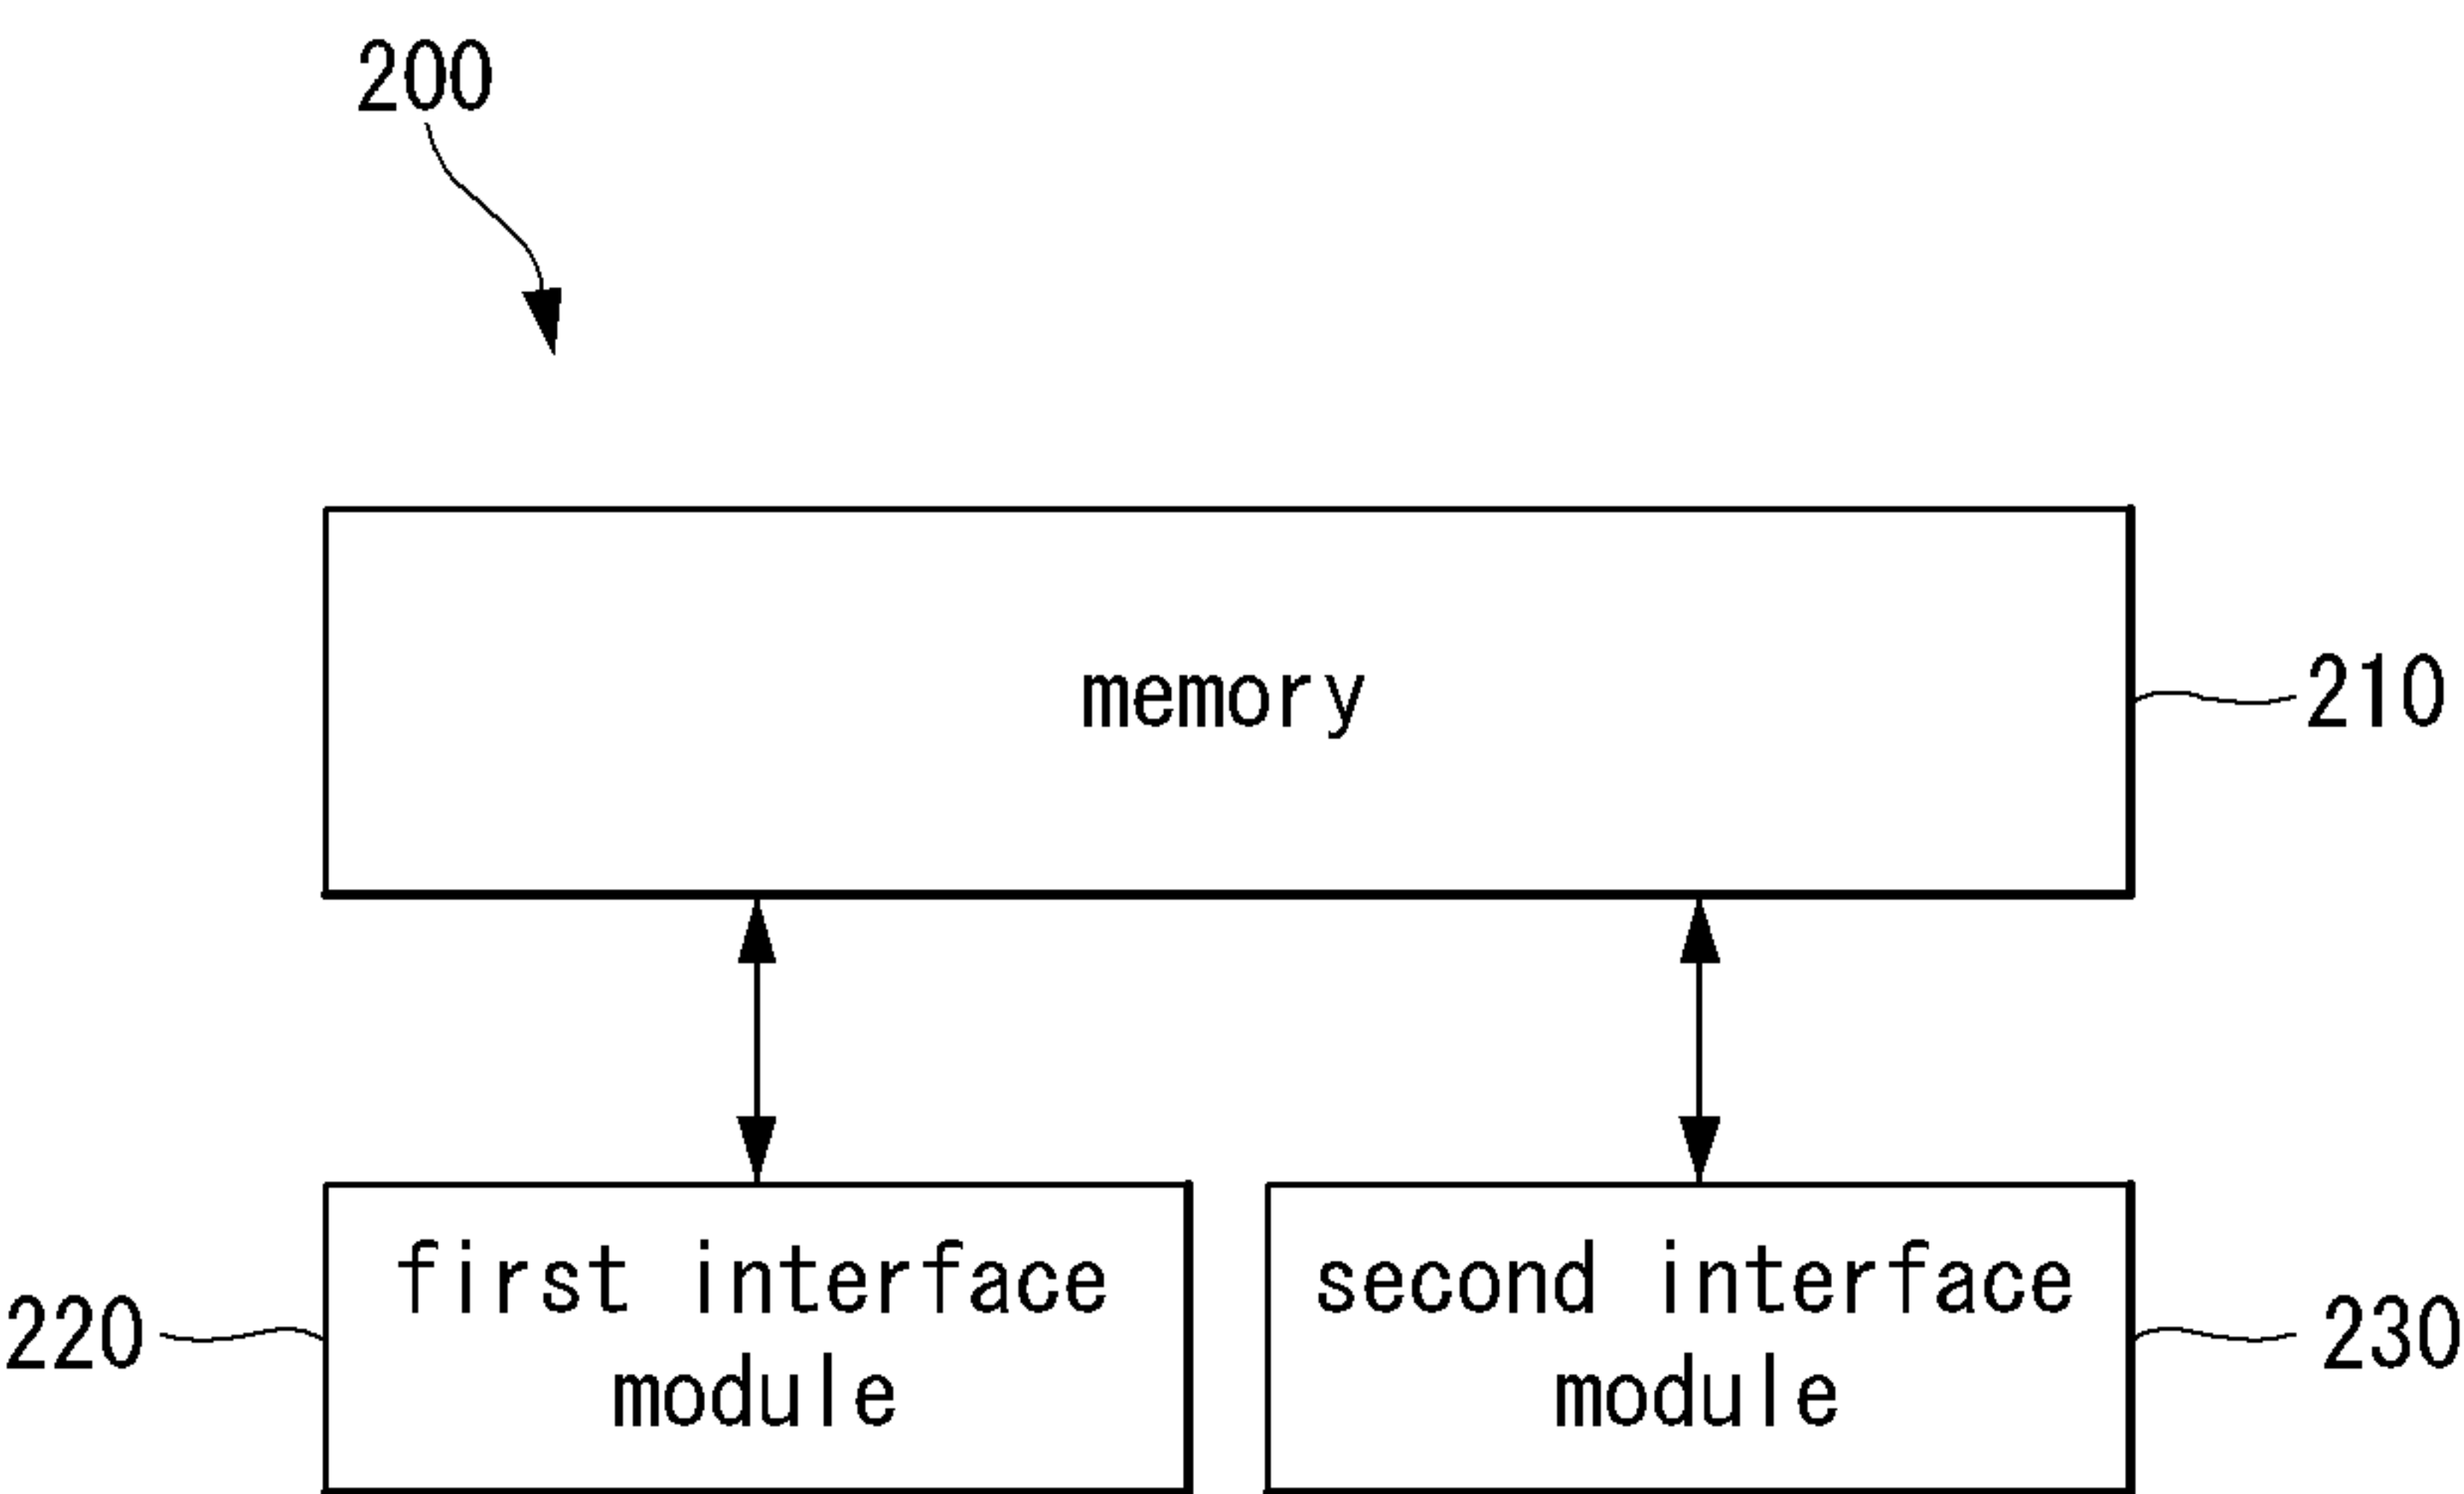 200
memory
210
first interface
module
220
second interface
module
230